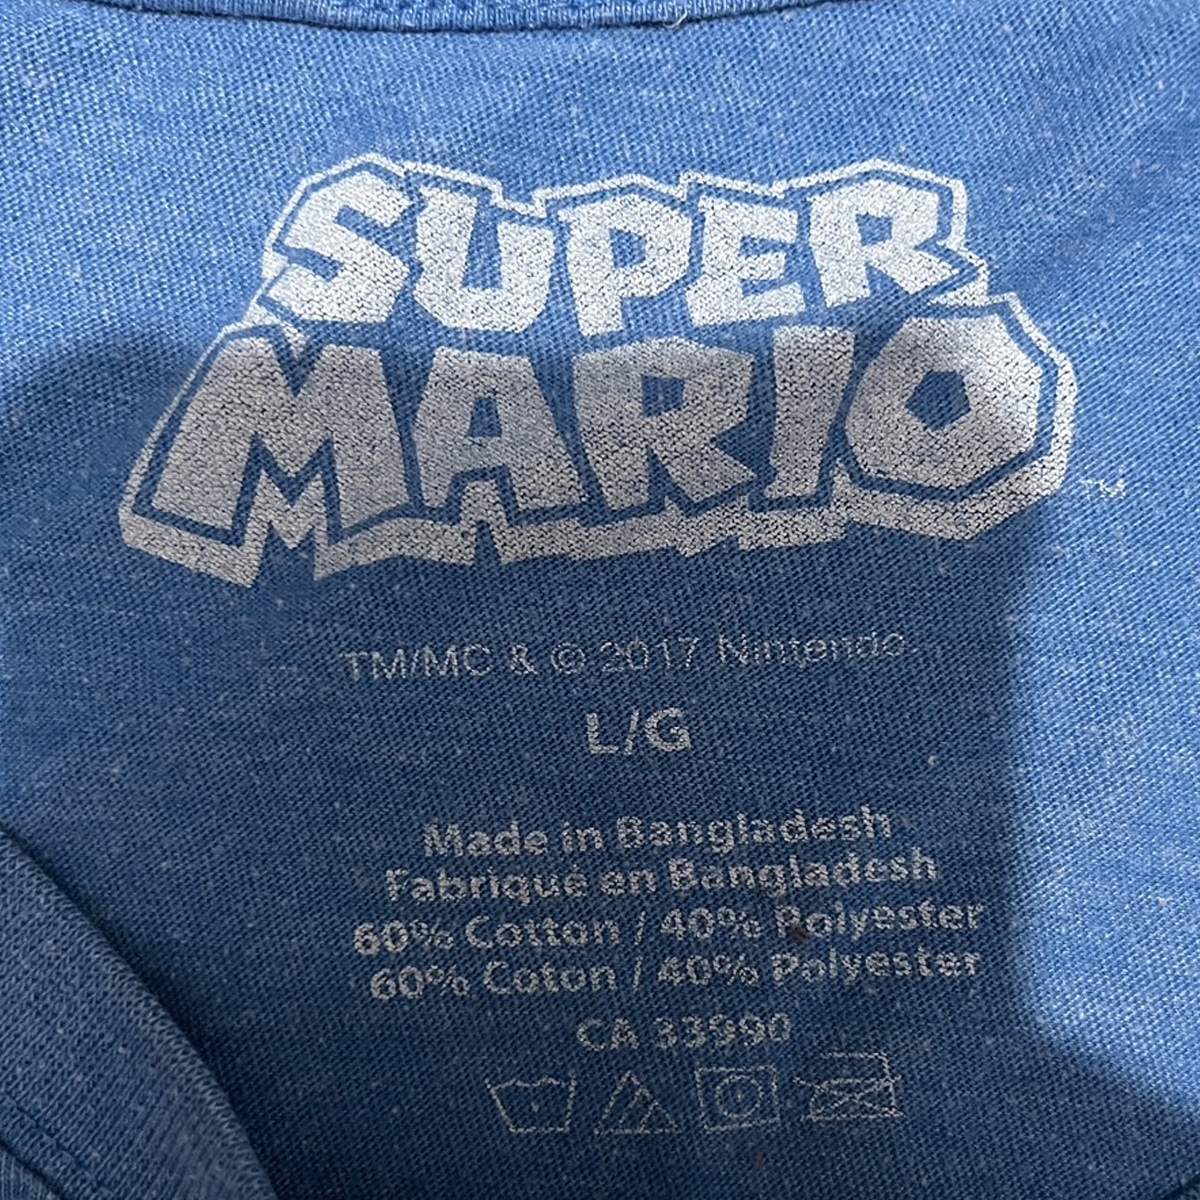 SUPER
MARIO
TM
TM/MC & © 2017 Nintendo.
L/G
Made in Bangladesh
Fabriqué en Bangladesh
60% Cotton / 40% Polyester
60% Coton / 40% Polyester
CA 33990